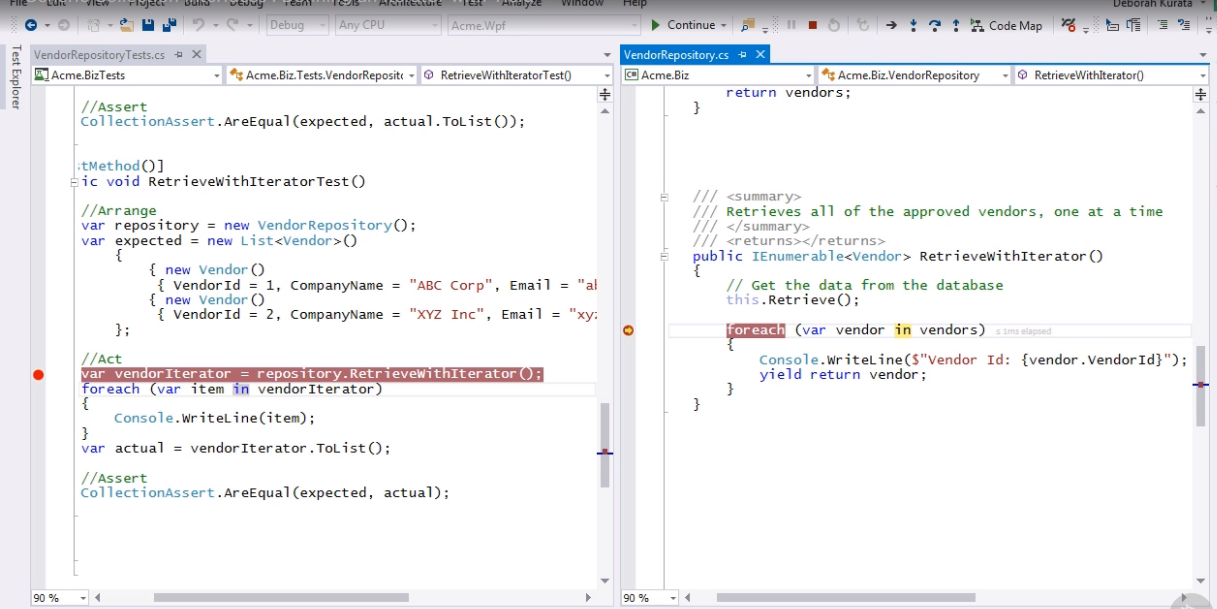 File Edit View Project Build Debug Team Tools Architecture Test Analyze Window Help
Deborah Kurata
Debug Any CPU Acme.Wpf Continue Code Map
Test Explorer
VendorRepositoryTests.cs
Acme.BizTests Acme.Biz.Tests.VendorReposit RetrieveWithIteratorTest()
//Assert
CollectionAssert.AreEqual(expected, actual.ToList());
:tMethod()]
ic void RetrieveWithIteratorTest()
//Arrange
var repository = new VendorRepository();
var expected = new List<Vendor>()
{
{ new Vendor()
{ VendorId = 1, CompanyName = "ABC Corp", Email = "ab
{ new Vendor()
{ VendorId = 2, CompanyName = "XYZ Inc", Email = "xyz
};
//Act
var vendorIterator = repository.RetrieveWithIterator();
foreach (var item in vendorIterator)
{
Console.WriteLine(item);
}
var actual = vendorIterator.ToList();
//Assert
CollectionAssert.AreEqual(expected, actual);
90 %
VendorRepository.cs
Acme.Biz Acme.Biz.VendorRepository RetrieveWithIterator()
return vendors;
}
/// <summary>
/// Retrieves all of the approved vendors, one at a time
/// </summary>
/// <returns></returns>
public IEnumerable<Vendor> RetrieveWithIterator()
{
// Get the data from the database
this.Retrieve();
foreach (var vendor in vendors) ≤ 1ms elapsed
{
Console.WriteLine($"Vendor Id: {vendor.VendorId}");
yield return vendor;
}
}
90 %